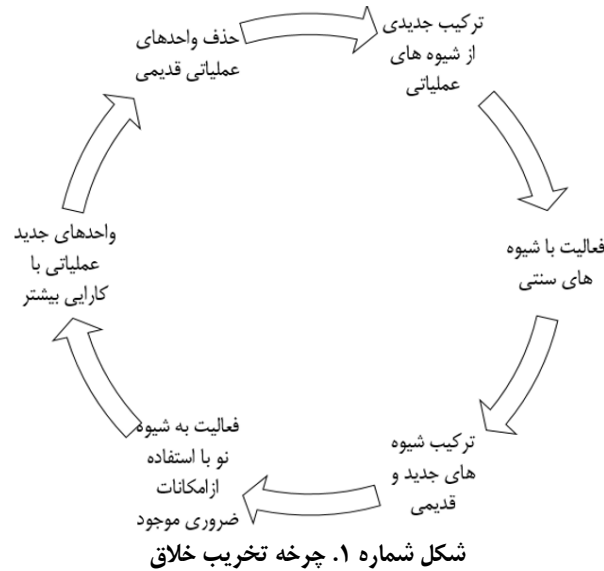 ترکیب جدیدی
از شیوه های
عملیاتی
فعالیت با شیوه
های سنتی
ترکیب شیوه
های جدید و
قدیمی
فعالیت به شیوه
نو با استفاده
ازامکانات
ضروری موجود
واحدهای جدید
عملیاتی با
کارایی بیشتر
حذف واحدهای
عملیاتی قدیمی
شکل شماره ۱. چرخه تخریب خلاق